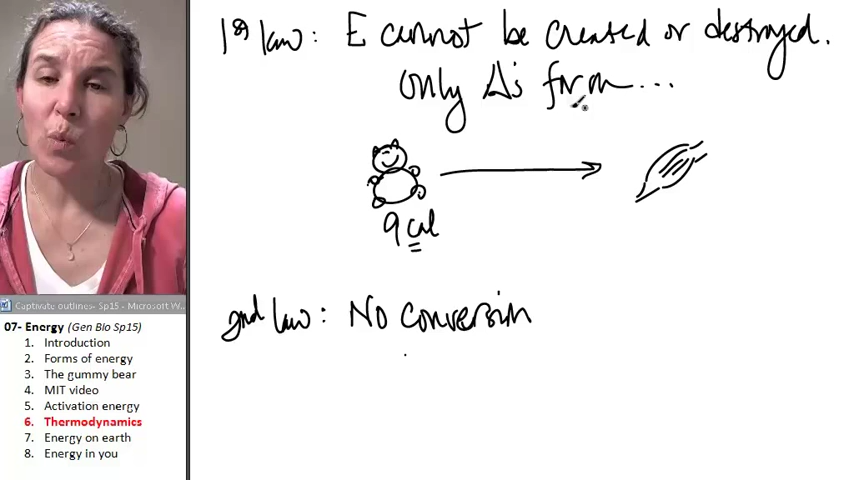 1st law: E cannot be created or destroyed.
only Δs form...
9 Cal
2nd law: No conversion
Captivate outlines- Sp15 - Microsoft W...
07- Energy (Gen Bio Sp15)
1. Introduction
2. Forms of energy
3. The gummy bear
4. MIT video
5. Activation energy
6. Thermodynamics
7. Energy on earth
8. Energy in you